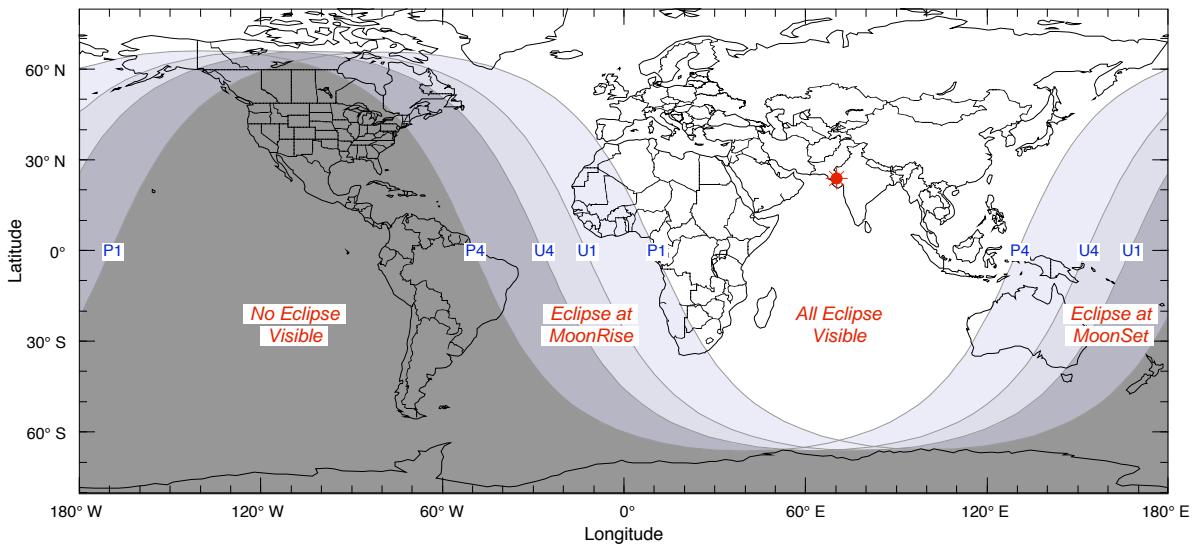 60° N
30° N
0°
30° S
60° S
Latitude
P1
P4
U4
U1
P1
P4
U4
U1
No Eclipse
Visible
Eclipse at
MoonRise
All Eclipse
Visible
Eclipse at
MoonSet
180° W
120° W
60° W
0°
60° E
120° E
180° E
Longitude